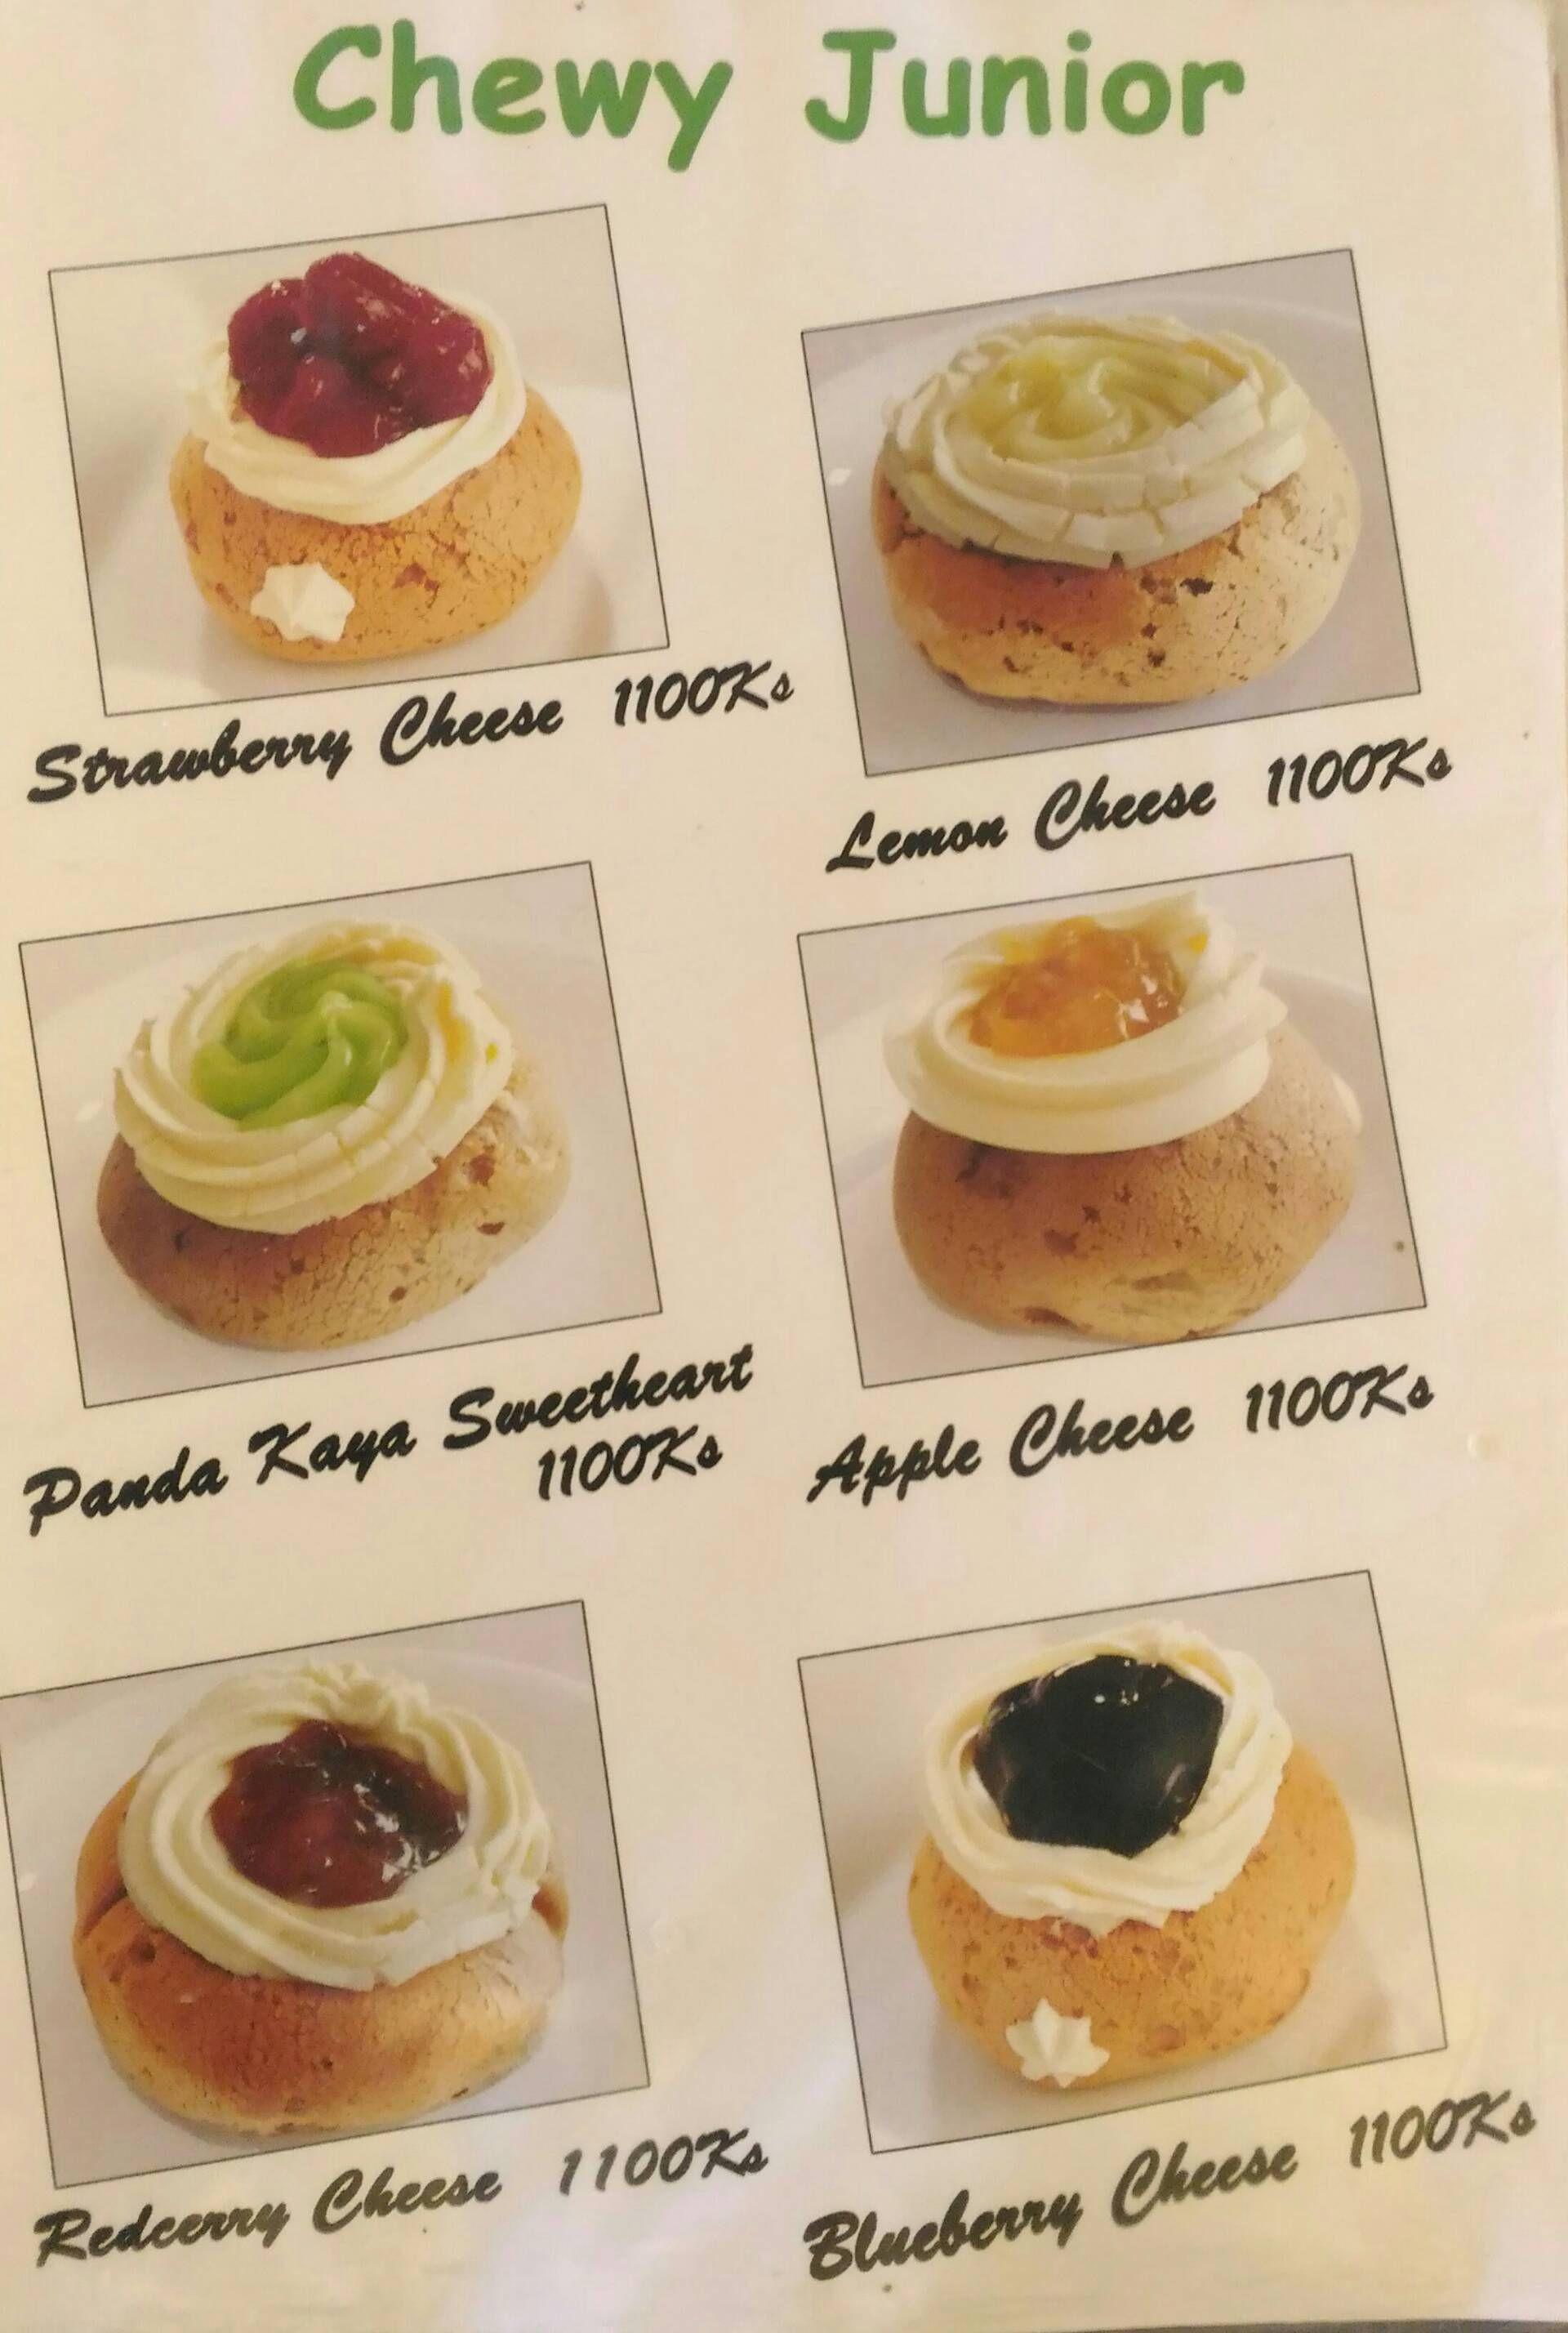 Chewy Junior
Strawberry Cheese 1100Ks
Lemon Cheese 1100Ks
Panda Kaya Sweetheart
1100Ks
Apple Cheese 1100Ks
Redcerry Cheese 1100Ks
Blueberry Cheese 1100Ks